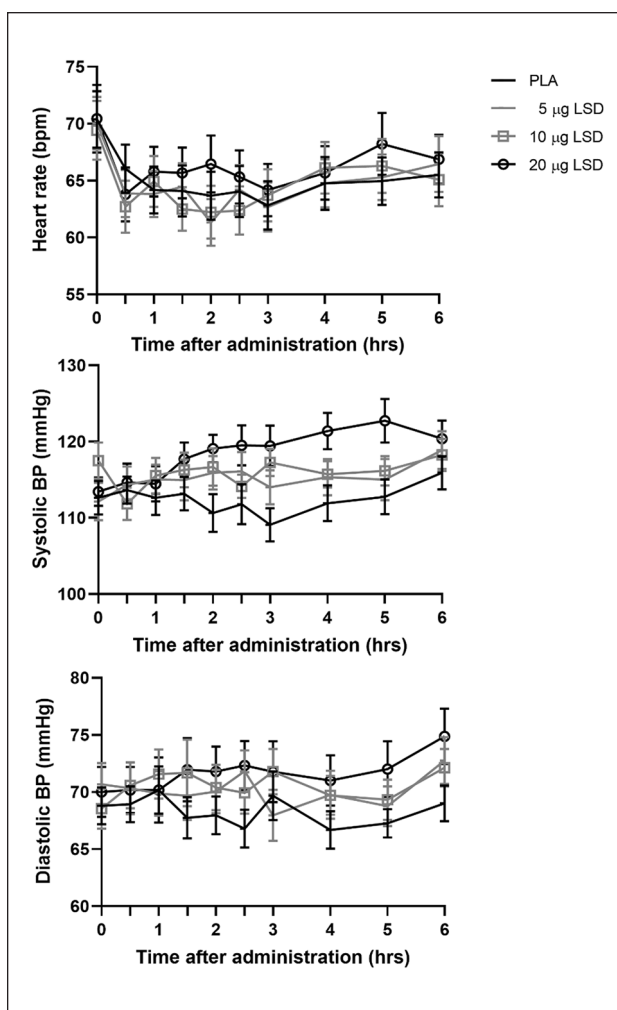 75
70
65
60
55
Heart rate (bpm)
0 1 2 3 4 5 6
Time after administration (hrs)
PLA
5 μg LSD
10 μg LSD
20 μg LSD
130
120
110
100
Systolic BP (mmHg)
0 1 2 3 4 5 6
Time after administration (hrs)
80
75
70
65
60
Diastolic BP (mmHg)
0 1 2 3 4 5 6
Time after administration (hrs)